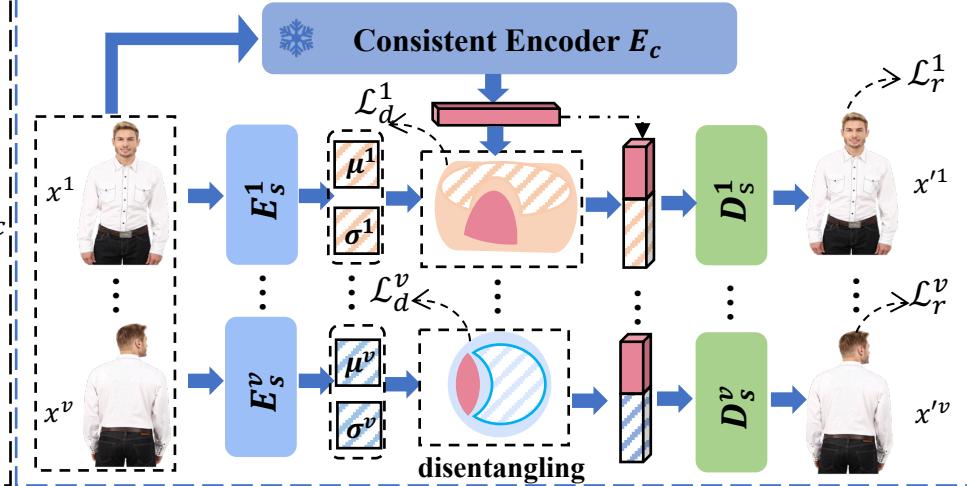 Consistent Encoder E_c
ℒ_d^1
ℒ_r^1
x^1
E_s^1
μ^1
σ^1
D_s^1
x'^1
ℒ_d^v
ℒ_r^v
x^v
E_s^v
μ^v
σ^v
D_s^v
x'^v
disentangling